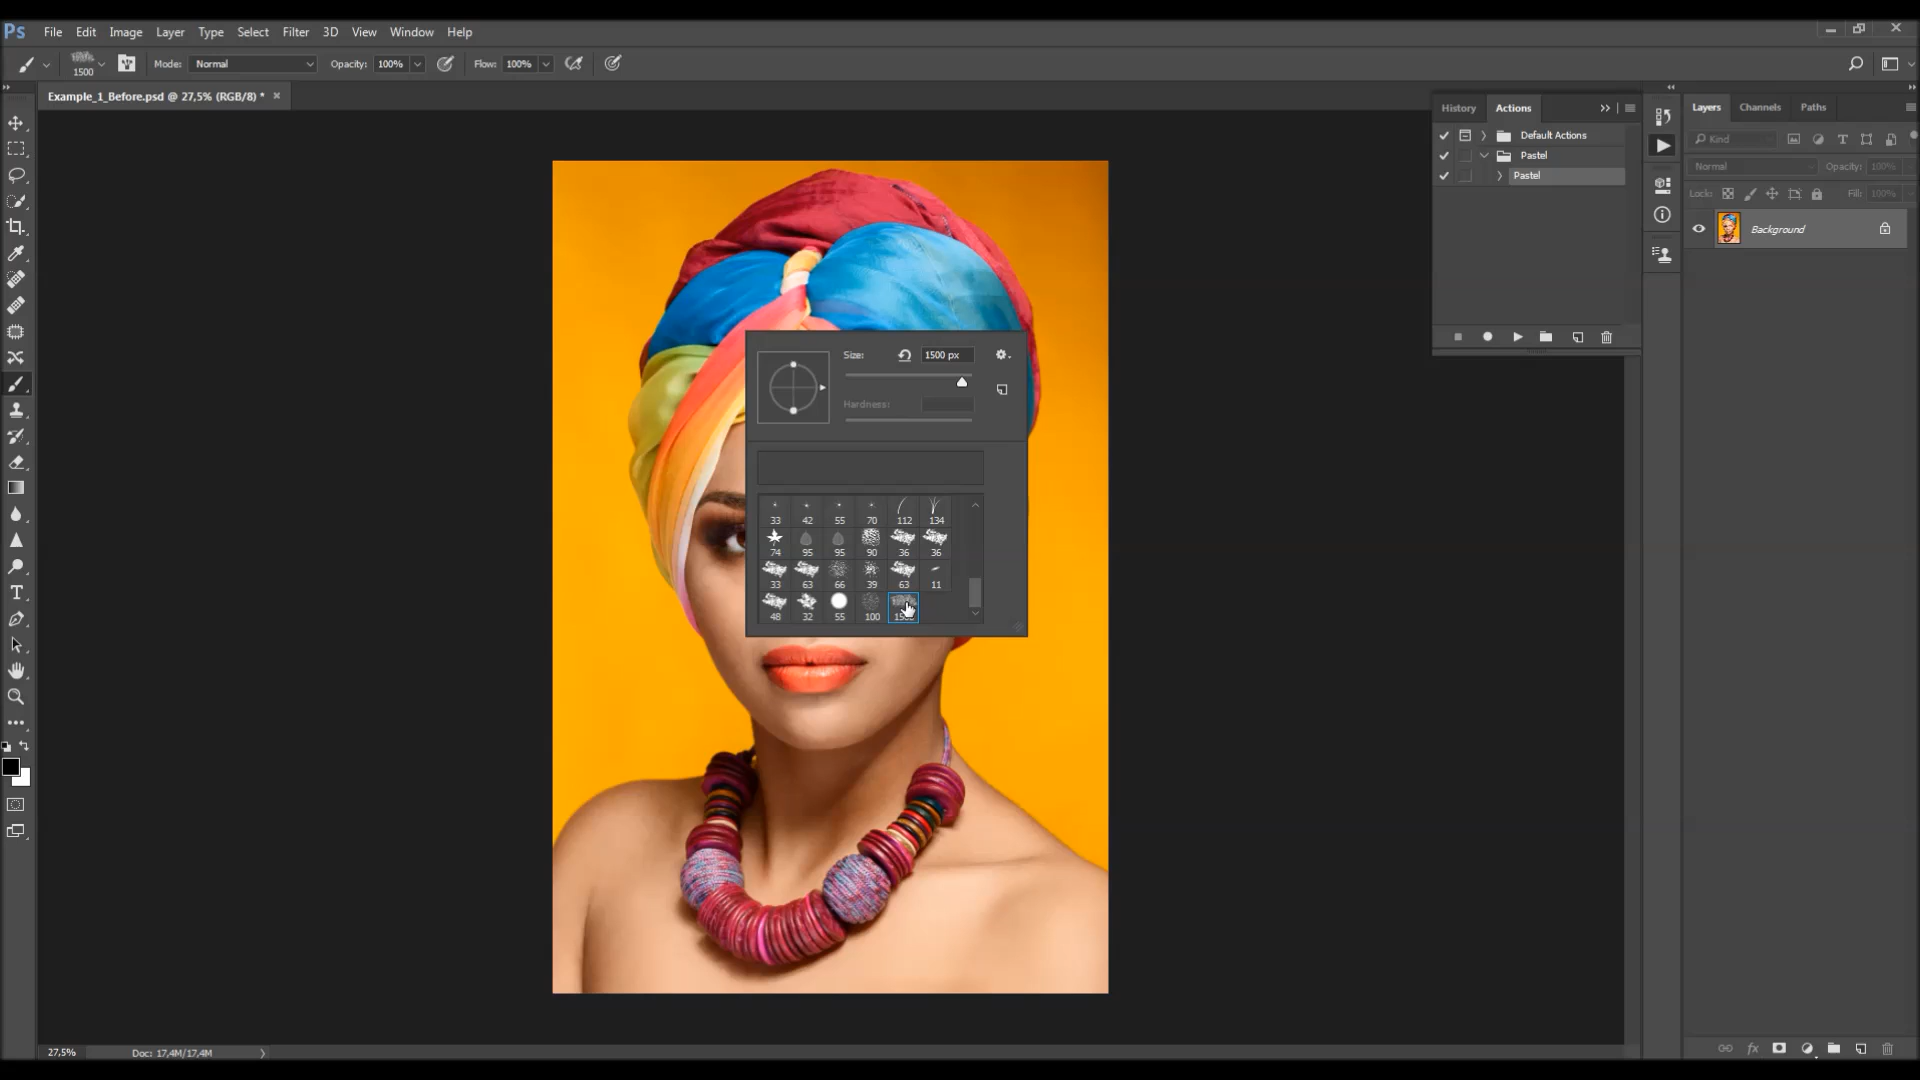 Ps File Edit Image Layer Type Select Filter 3D View Window Help
1500 Mode: Normal Opacity: 100% Flow: 100%
Example_1_Before.psd @ 27,5% (RGB/8) *
History Actions
Default Actions
Pastel
Pastel
Layers Channels Paths
Kind
Normal Opacity: 100%
Lock: Fill: 100%
Background
Size: 1500 px
Hardness:
33 42 55 70 112 134
74 95 95 90 36 36
33 63 66 39 63 11
48 32 55 100
27,5% Doc: 17,4M/17,4M